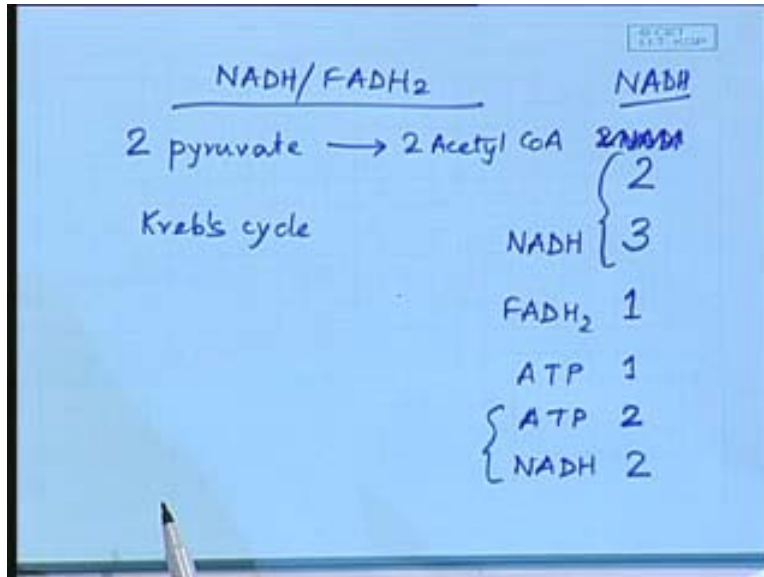 NADH/FADH2
NADH
2 pyruvate → 2 Acetyl CoA
2
Kreb's cycle
NADH 3
FADH2 1
ATP 1
ATP 2
NADH 2